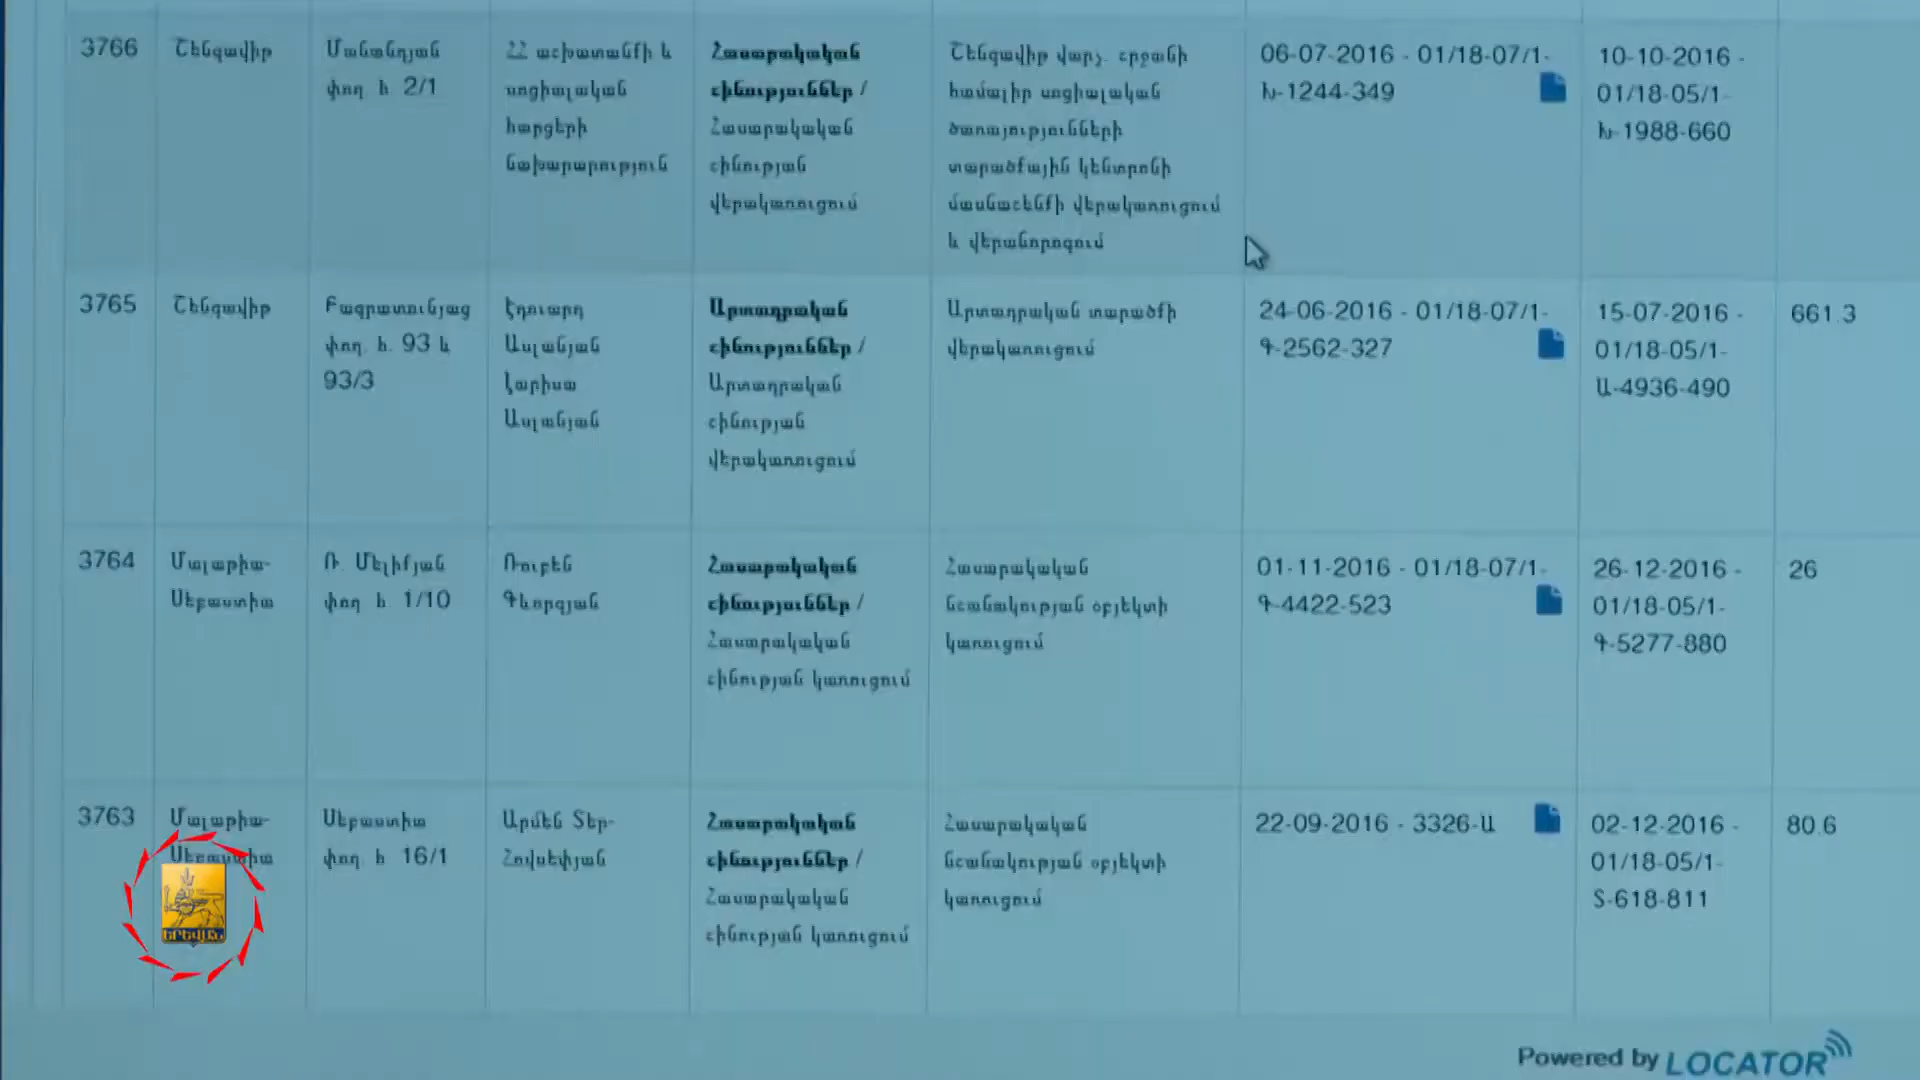 3766
Շենգավիթ
Մանանդյան
փող. հ. 2/1
ՀՀ աշխատանքի և
սոցիալական
հարցերի
նախարարություն
Հասարակական
շինություններ /
Հասարակական
շինության
վերակառուցում
Շենգավիթ վարչ. շրջանի
համալիր սոցիալական
ծառայությունների
տարածքային կենտրոնի
մասնաշենքի վերակառուցում
և վերանորոգում
06-07-2016 - 01/18-07/1-
Խ-1244-349
10-10-2016 -
01/18-05/1-
Խ-1988-660
3765
Շենգավիթ
Բագրատունյաց
փող. հ. 93 և
93/3
Էդուարդ
Ասլանյան
Լարիսա
Ասլանյան
Արտադրական
շինություններ /
Արտադրական
շինության
վերակառուցում
Արտադրական տարածքի
վերակառուցում
24-06-2016 - 01/18-07/1-
Գ-2562-327
15-07-2016 -
01/18-05/1-
Ա-4936-490
661.3
3764
Մալաթիա-
Սեբաստիա
Ռ. Մելիքյան
փող. հ. 1/10
Ռուբեն
Գևորգյան
Հասարակական
շինություններ /
Հասարակական
շինության կառուցում
Հասարակական
նշանակության օբյեկտի
կառուցում
01-11-2016 - 01/18-07/1-
Գ-4422-523
26-12-2016 -
01/18-05/1-
Գ-5277-880
26
3763
Մալաթիա-
Սեբաստիա
Սեբաստիա
փող. հ. 16/1
Արմեն Տեր-
Հովսեփյան
Հասարակական
շինություններ /
Հասարակական
շինության կառուցում
Հասարակական
նշանակության օբյեկտի
կառուցում
22-09-2016 - 3326-Ա
02-12-2016 -
01/18-05/1-
Տ-618-811
80.6
ԵՐԵՎԱՆ
Powered by LOCATOR